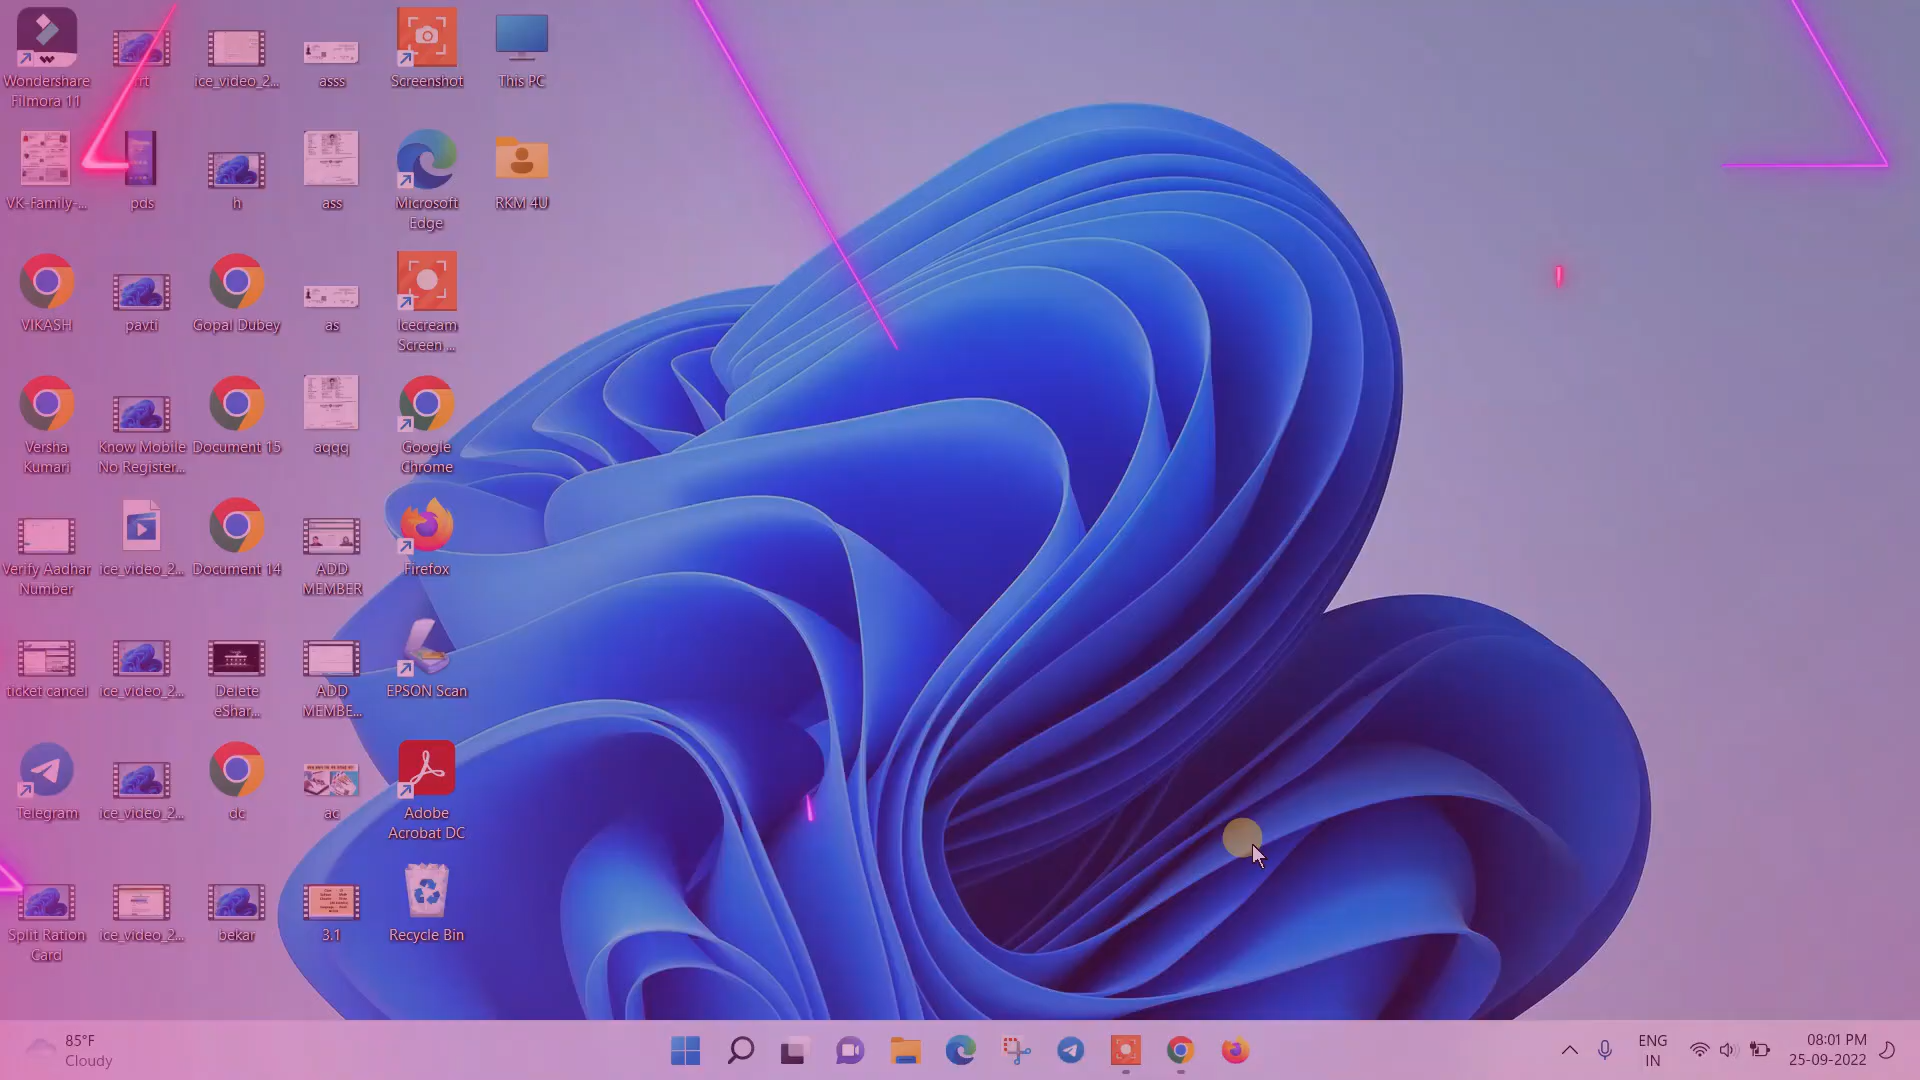 Wondershare
Filmora 11
rrt
ice_video_2...
asss
Screenshot
This PC
VK-Family-...
pds
h
ass
Microsoft
Edge
RKM 4U
VIKASH
pavti
Gopal Dubey
as
Icecream
Screen ...
Versha
Kumari
Know Mobile
No Register...
Document 15
aqqq
Google
Chrome
Verify Aadhar
Number
ice_video_2...
Document 14
ADD
MEMBER
Firefox
ticket cancel
ice_video_2...
Delete
eShar...
ADD
MEMBE...
EPSON Scan
Telegram
ice_video_2...
dc
ac
Adobe
Acrobat DC
Split Ration
Card
ice_video_2...
bekar
3.1
Recycle Bin
85°F
Cloudy
ENG
IN
08:01 PM
25-09-2022